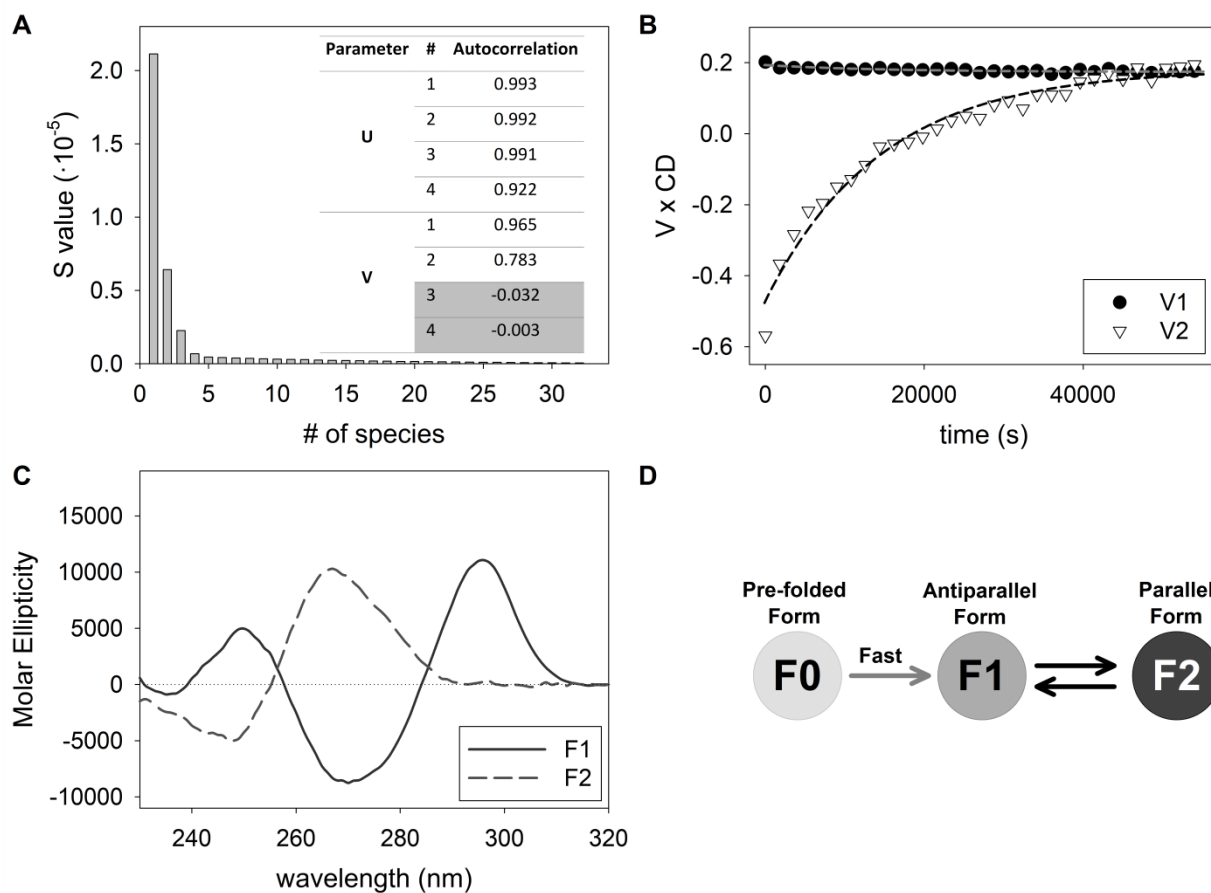 A
Parameter # Autocorrelation
1 0.993
2 0.992
U
3 0.991
4 0.922
1 0.965
2 0.783
V
3 -0.032
4 -0.003
S value (·10⁻⁵)
2.0
1.5
1.0
0.5
0.0
0 5 10 15 20 25 30
# of species
B
V x CD
0.2
0.0
-0.2
-0.4
-0.6
V1
V2
0 20000 40000
time (s)
C
Molar Ellipticity
15000
10000
5000
0
-5000
-10000
F1
F2
240 260 280 300 320
wavelength (nm)
D
Pre-folded Form
Antiparallel Form
Parallel Form
F0
Fast
F1
F2